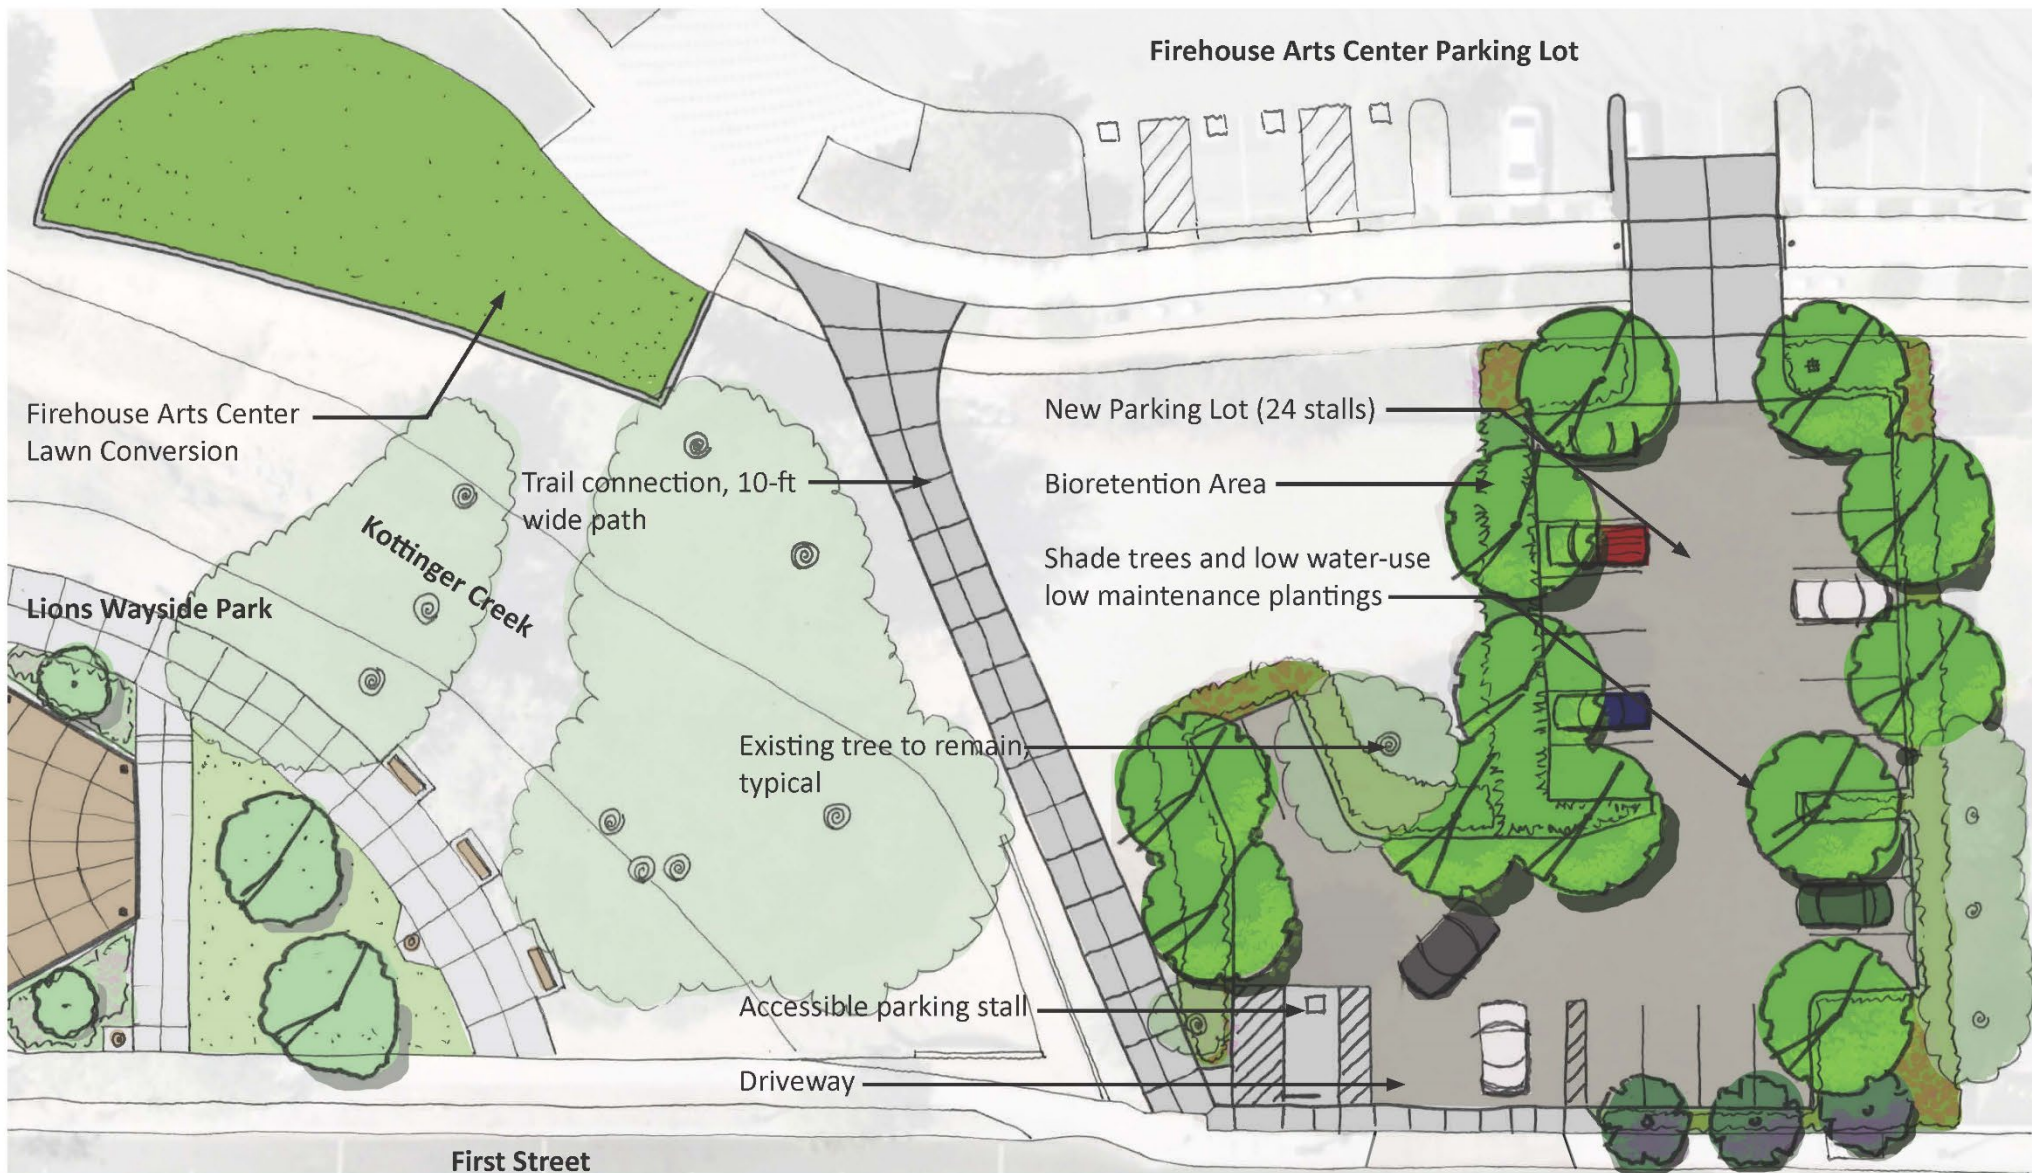 Firehouse Arts Center Parking Lot
Firehouse Arts Center
Lawn Conversion
New Parking Lot (24 stalls)
Trail connection, 10-ft
wide path
Bioretention Area
Kottinger Creek
Shade trees and low water-use
low maintenance plantings
Lions Wayside Park
Existing tree to remain,
typical
Accessible parking stall
Driveway
First Street